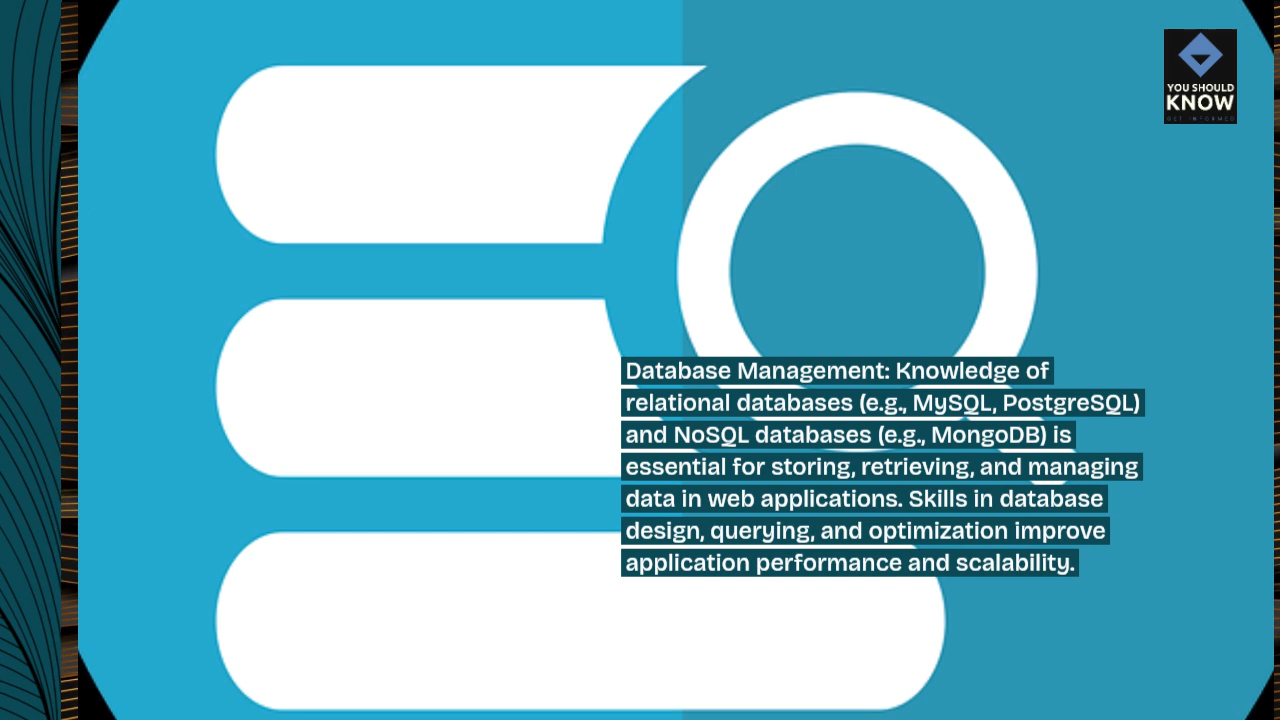 YOU SHOULD
KNOW
GET INFORMED
Database Management: Knowledge of
relational databases (e.g., MySQL, PostgreSQL)
and NoSQL databases (e.g., MongoDB) is
essential for storing, retrieving, and managing
data in web applications. Skills in database
design, querying, and optimization improve
application performance and scalability.